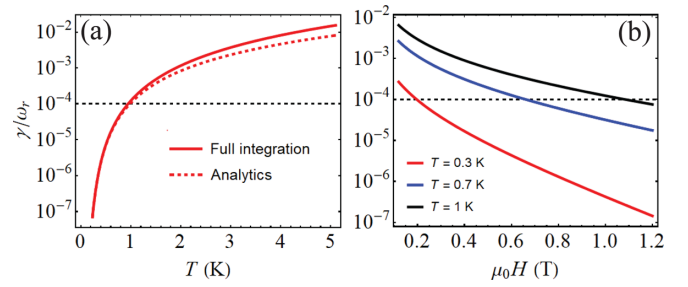 (a)
10⁻²
10⁻³
10⁻⁴
10⁻⁵
10⁻⁶
10⁻⁷
γ/ωᵣ
Full integration
Analytics
0 1 2 3 4 5
T (K)
(b)
10⁻²
10⁻³
10⁻⁴
10⁻⁵
10⁻⁶
10⁻⁷
T = 0.3 K
T = 0.7 K
T = 1 K
0.2 0.4 0.6 0.8 1.0 1.2
μ₀H (T)